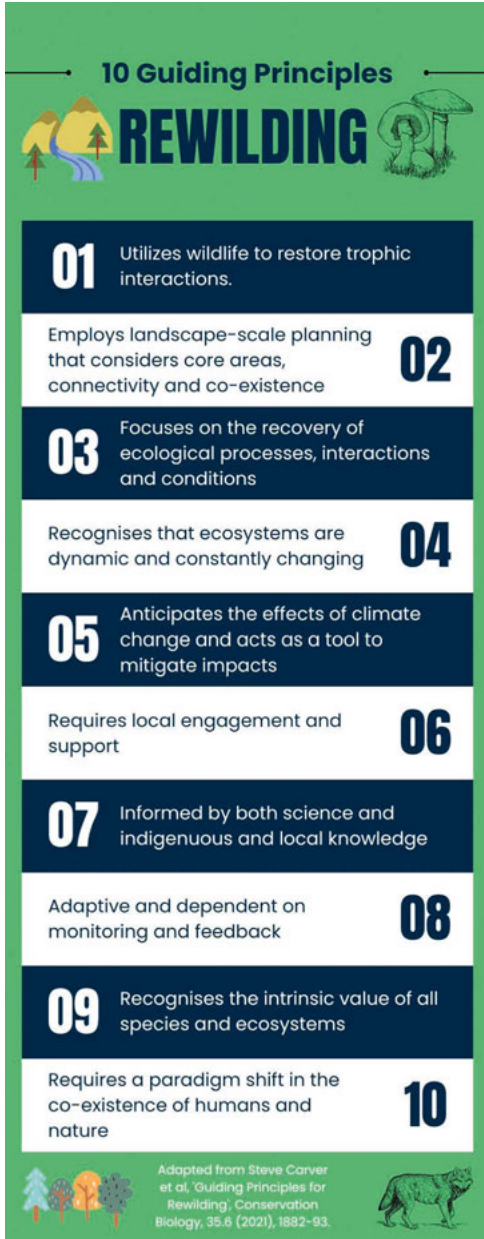 10 Guiding Principles
REWILDING
01
Utilizes wildlife to restore trophic
interactions.
Employs landscape-scale planning
that considers core areas,
connectivity and co-existence
02
03
Focuses on the recovery of
ecological processes, interactions
and conditions
Recognises that ecosystems are
dynamic and constantly changing
04
05
Anticipates the effects of climate
change and acts as a tool to
mitigate impacts
Requires local engagement and
support
06
07
Informed by both science and
indigenuous and local knowledge
Adaptive and dependent on
monitoring and feedback
08
09
Recognises the intrinsic value of all
species and ecosystems
Requires a paradigm shift in the
co-existence of humans and
nature
10
Adapted from Steve Carver
et al, 'Guiding Principles for
Rewilding', Conservation
Biology, 35.6 (2021), 1882-93.